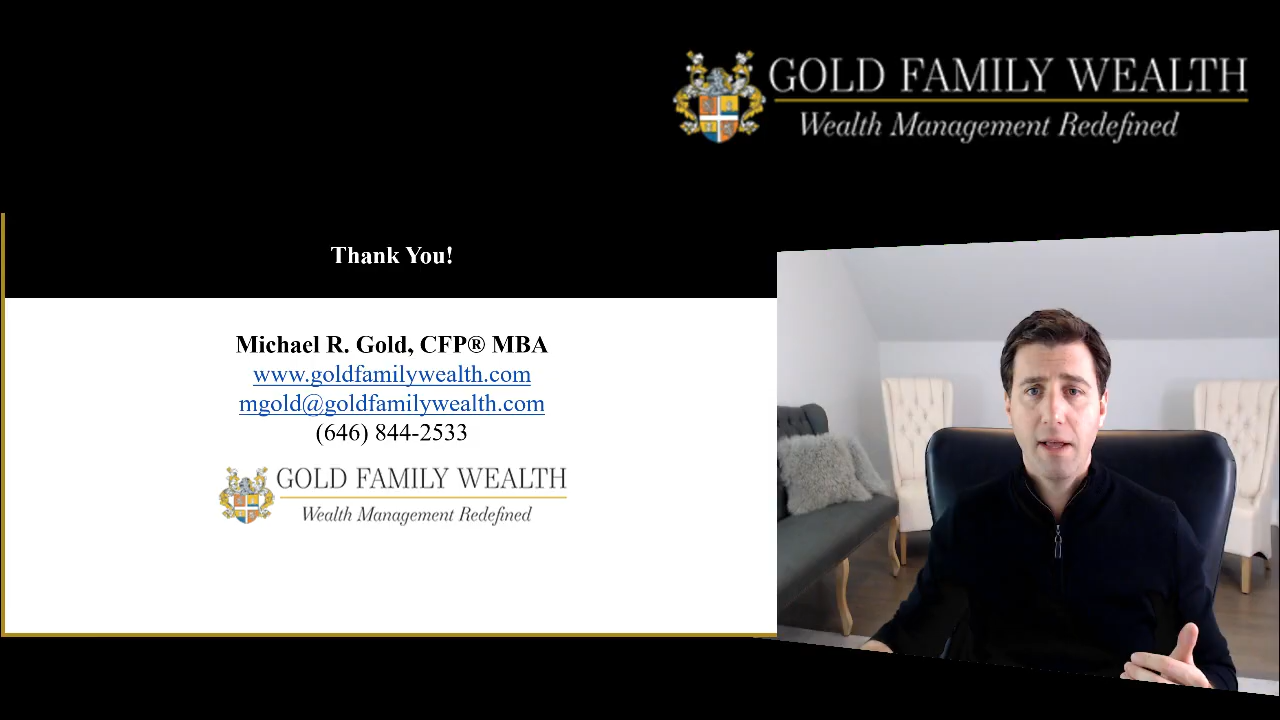 GOLD FAMILY WEALTH
Wealth Management Redefined
Thank You!
Michael R. Gold, CFP® MBA
www.goldfamilywealth.com
mgold@goldfamilywealth.com
(646) 844-2533
GOLD FAMILY WEALTH
Wealth Management Redefined